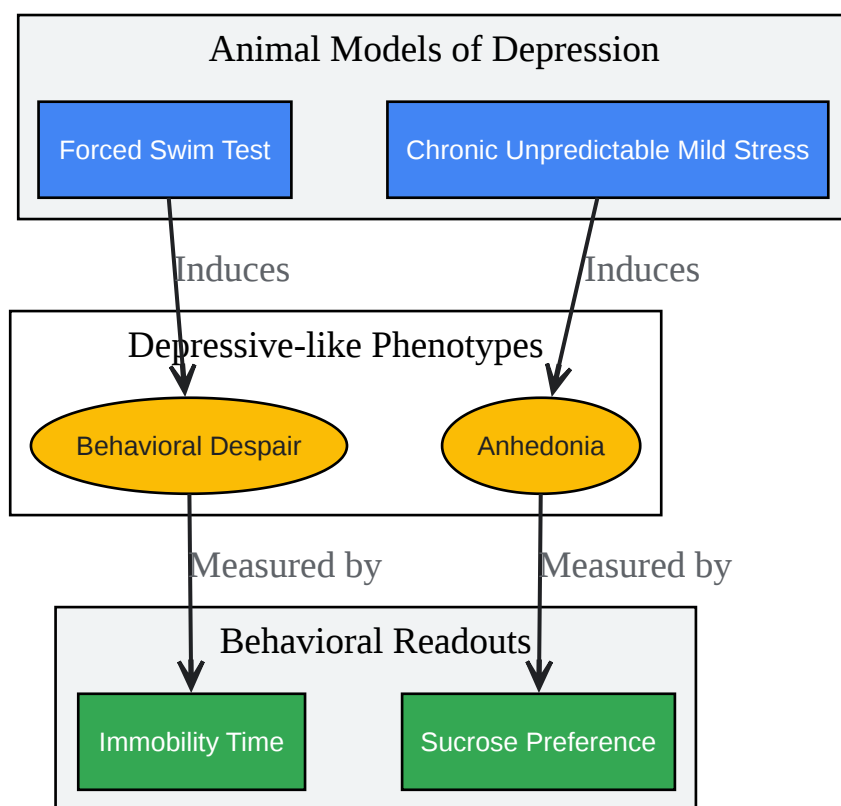 Animal Models of Depression
Forced Swim Test
Chronic Unpredictable Mild Stress
Induces
Induces
Depressive-like Phenotypes
Behavioral Despair
Anhedonia
Measured by
Measured by
Behavioral Readouts
Immobility Time
Sucrose Preference